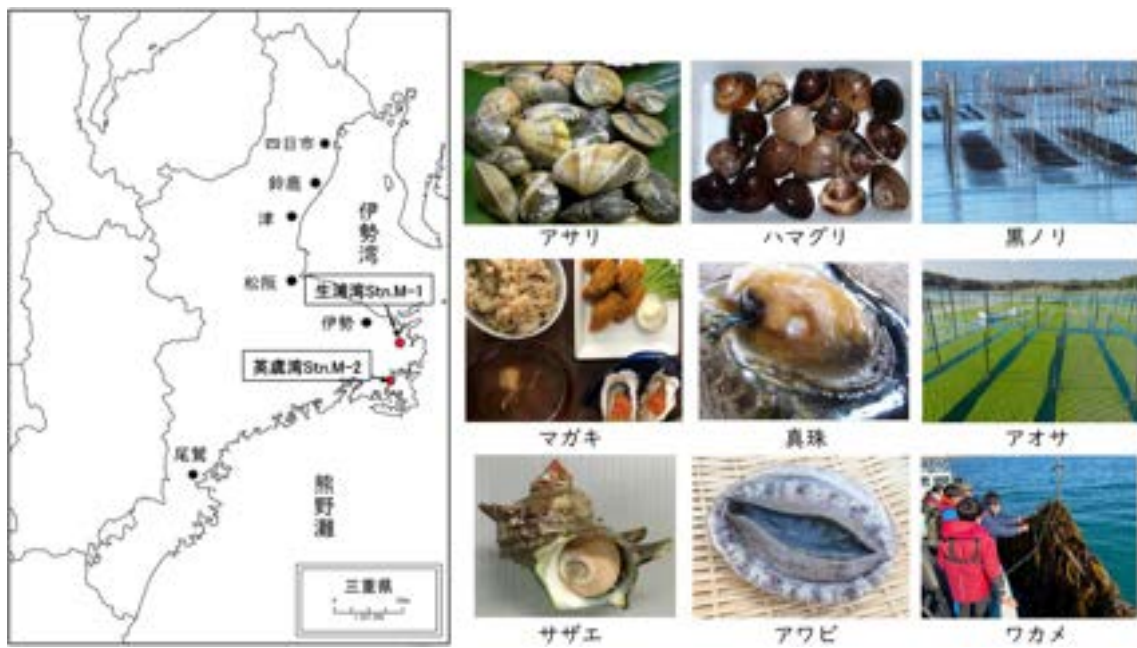 四日市
鈴鹿
津
伊勢湾
松阪
生浦湾Stn.M-1
伊勢
英虞湾Stn.M-2
尾鷲
熊野灘
三重県
アサリ
ハマグリ
黒ノリ
マガキ
真珠
アオサ
サザエ
アワビ
ワカメ